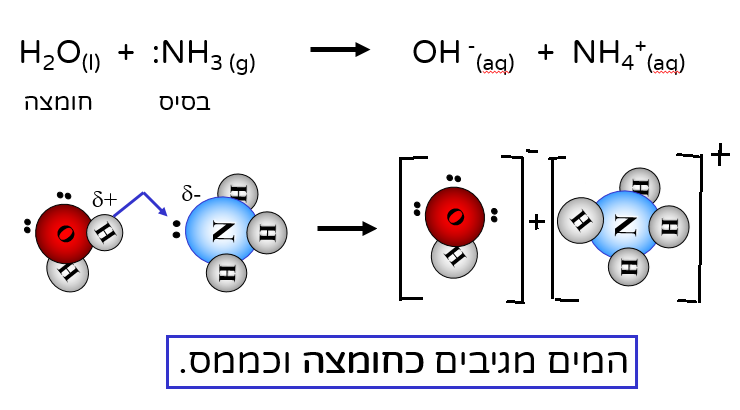 H₂O(l) + :NH₃ (g) → OH⁻(aq) + NH₄⁺(aq)
חומצה בסיס
δ+ δ-
O H H N H H H → [O H]⁻ + [H N H H H]⁺
המים מגיבים כחומצה וכממס.